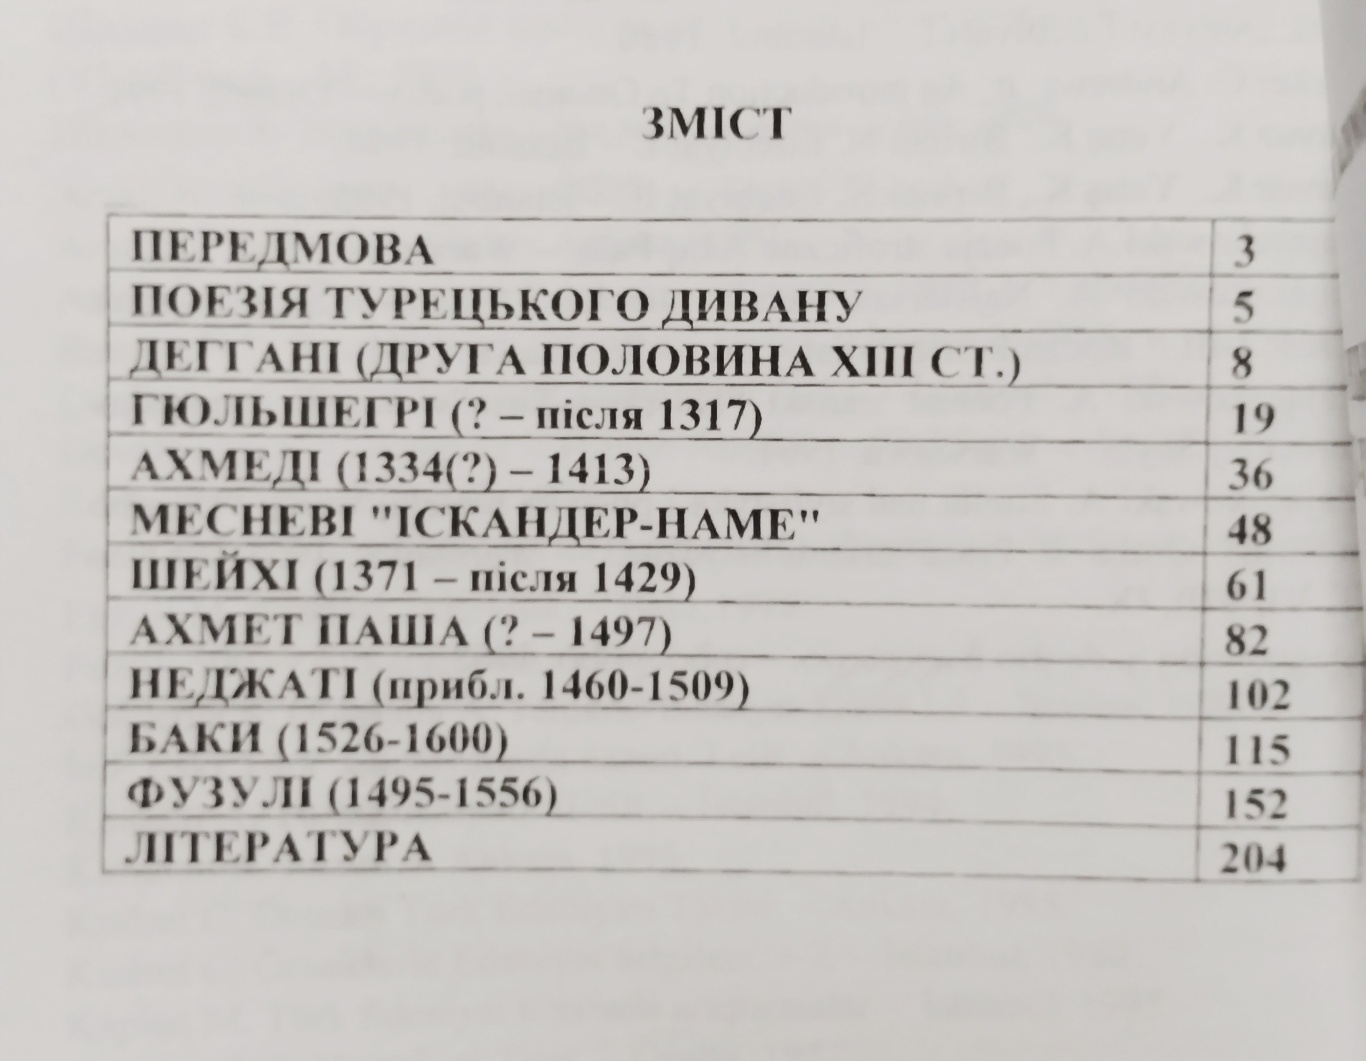 ЗМІСТ
ПЕРЕДМОВА 3
ПОЕЗІЯ ТУРЕЦЬКОГО ДИВАНУ 5
ДЕГГАНІ (ДРУГА ПОЛОВИНА XIII СТ.) 8
ГЮЛЬШЕГРІ (? – після 1317) 19
АХМЕДІ (1334(?) – 1413) 36
МЕСНЕВІ "ІСКАНДЕР-НАМЕ" 48
ШЕЙХІ (1371 – після 1429) 61
АХМЕТ ПАША (? – 1497) 82
НЕДЖАТІ (прибл. 1460-1509) 102
БАКИ (1526-1600) 115
ФУЗУЛІ (1495-1556) 152
ЛІТЕРАТУРА 204